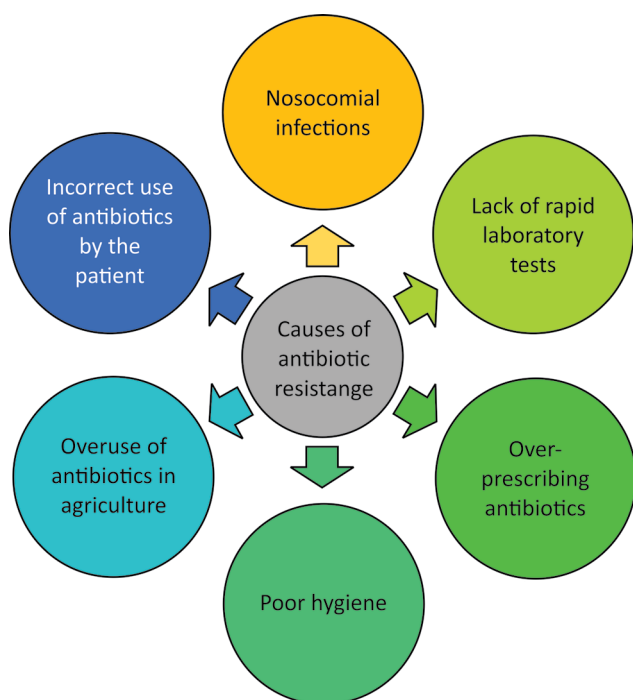 Nosocomial
infections
Lack of rapid
laboratory
tests
Over-
prescribing
antibiotics
Poor hygiene
Overuse of
antibiotics in
agriculture
Incorrect use
of antibiotics
by the
patient
Causes of
antibiotic
resistange